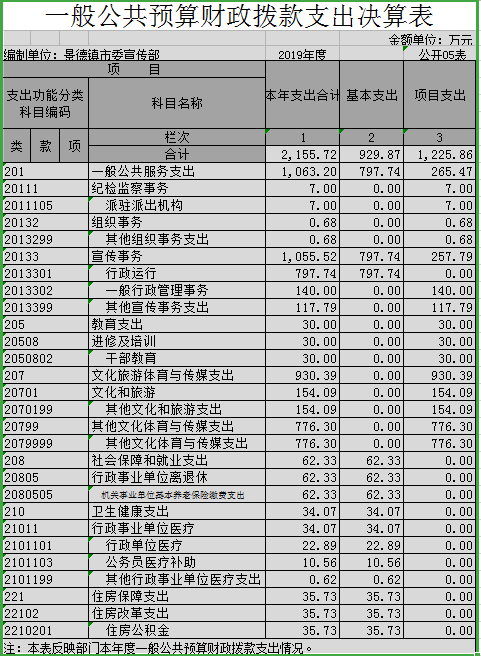 一般公共预算财政拨款支出决算表
金额单位：万元
编制单位：景德镇市委宣传部 2019年度 公开05表
项 目 本年支出合计 基本支出 项目支出
支出功能分类科目编码 科目名称
类 款 项 栏次 1 2 3
合计 2,155.72 929.87 1,225.86
201 一般公共服务支出 1,063.20 797.74 265.47
20111 纪检监察事务 7.00 0.00 7.00
2011105 派驻派出机构 7.00 0.00 7.00
20132 组织事务 0.68 0.00 0.68
2013299 其他组织事务支出 0.68 0.00 0.68
20133 宣传事务 1,055.52 797.74 257.79
2013301 行政运行 797.74 797.74 0.00
2013302 一般行政管理事务 140.00 0.00 140.00
2013399 其他宣传事务支出 117.79 0.00 117.79
205 教育支出 30.00 0.00 30.00
20508 进修及培训 30.00 0.00 30.00
2050802 干部教育 30.00 0.00 30.00
207 文化旅游体育与传媒支出 930.39 0.00 930.39
20701 文化和旅游 154.09 0.00 154.09
2070199 其他文化和旅游支出 154.09 0.00 154.09
20799 其他文化体育与传媒支出 776.30 0.00 776.30
2079999 其他文化体育与传媒支出 776.30 0.00 776.30
208 社会保障和就业支出 62.33 62.33 0.00
20805 行政事业单位离退休 62.33 62.33 0.00
2080505 机关事业单位基本养老保险缴费支出 62.33 62.33 0.00
210 卫生健康支出 34.07 34.07 0.00
21011 行政事业单位医疗 34.07 34.07 0.00
2101101 行政单位医疗 22.89 22.89 0.00
2101103 公务员医疗补助 10.56 10.56 0.00
2101199 其他行政事业单位医疗支出 0.62 0.62 0.00
221 住房保障支出 35.73 35.73 0.00
22102 住房改革支出 35.73 35.73 0.00
2210201 住房公积金 35.73 35.73 0.00
注：本表反映部门本年度一般公共预算财政拨款支出情况。